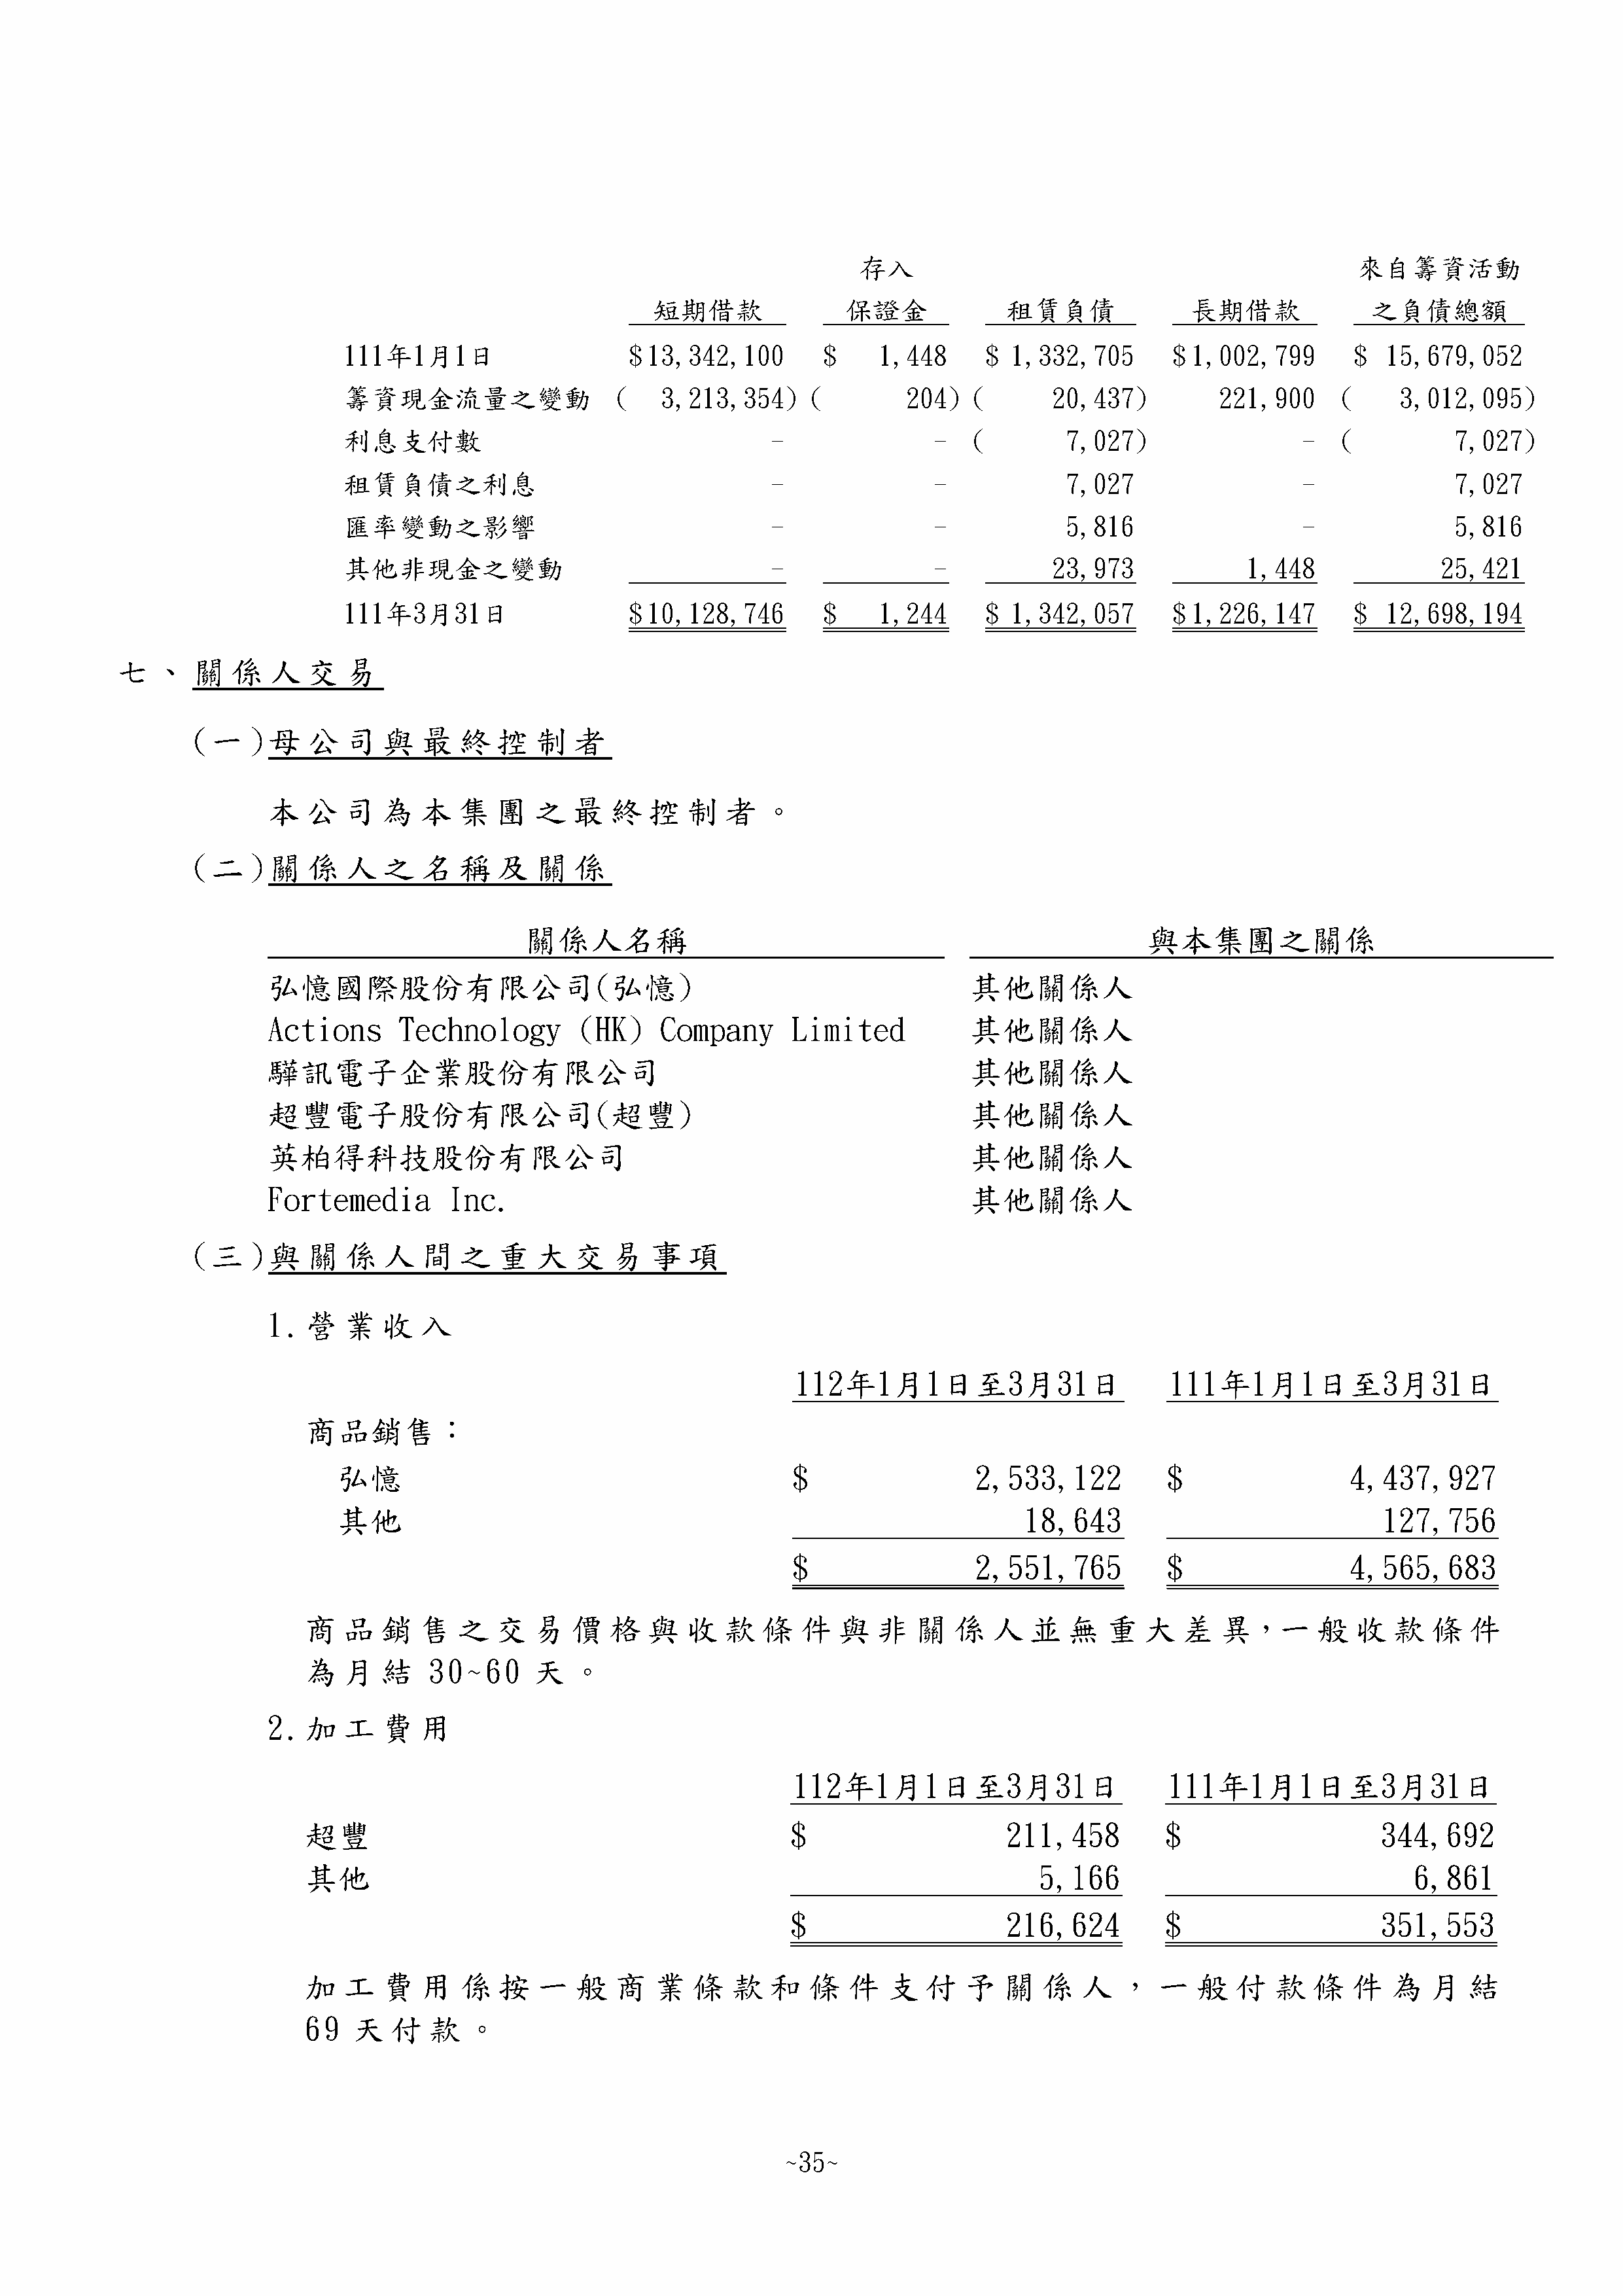 存入 來自籌資活動
短期借款 保證金 租賃負債 長期借款 之負債總額
111年1月1日 $13,342,100 $ 1,448 $ 1,332,705 $1,002,799 $ 15,679,052
籌資現金流量之變動 ( 3,213,354) ( 204) ( 20,437) 221,900 ( 3,012,095)
利息支付數 - - ( 7,027) - ( 7,027)
租賃負債之利息 - - 7,027 - 7,027
匯率變動之影響 - - 5,816 - 5,816
其他非現金之變動 - - 23,973 1,448 25,421
111年3月31日 $10,128,746 $ 1,244 $ 1,342,057 $1,226,147 $ 12,698,194
七、關係人交易
(一)母公司與最終控制者
本公司為本集團之最終控制者。
(二)關係人之名稱及關係
關係人名稱 與本集團之關係
弘憶國際股份有限公司(弘憶) 其他關係人
Actions Technology (HK) Company Limited 其他關係人
驊訊電子企業股份有限公司 其他關係人
超豐電子股份有限公司(超豐) 其他關係人
英柏得科技股份有限公司 其他關係人
Fortemedia Inc. 其他關係人
(三)與關係人間之重大交易事項
1.營業收入
112年1月1日至3月31日 111年1月1日至3月31日
商品銷售：
弘憶 $ 2,533,122 $ 4,437,927
其他 18,643 127,756
$ 2,551,765 $ 4,565,683
商品銷售之交易價格與收款條件與非關係人並無重大差異，一般收款條件
為月結 30~60 天。
2.加工費用
112年1月1日至3月31日 111年1月1日至3月31日
超豐 $ 211,458 $ 344,692
其他 5,166 6,861
$ 216,624 $ 351,553
加工費用係按一般商業條款和條件支付予關係人，一般付款條件為月結
69 天付款。
~35~